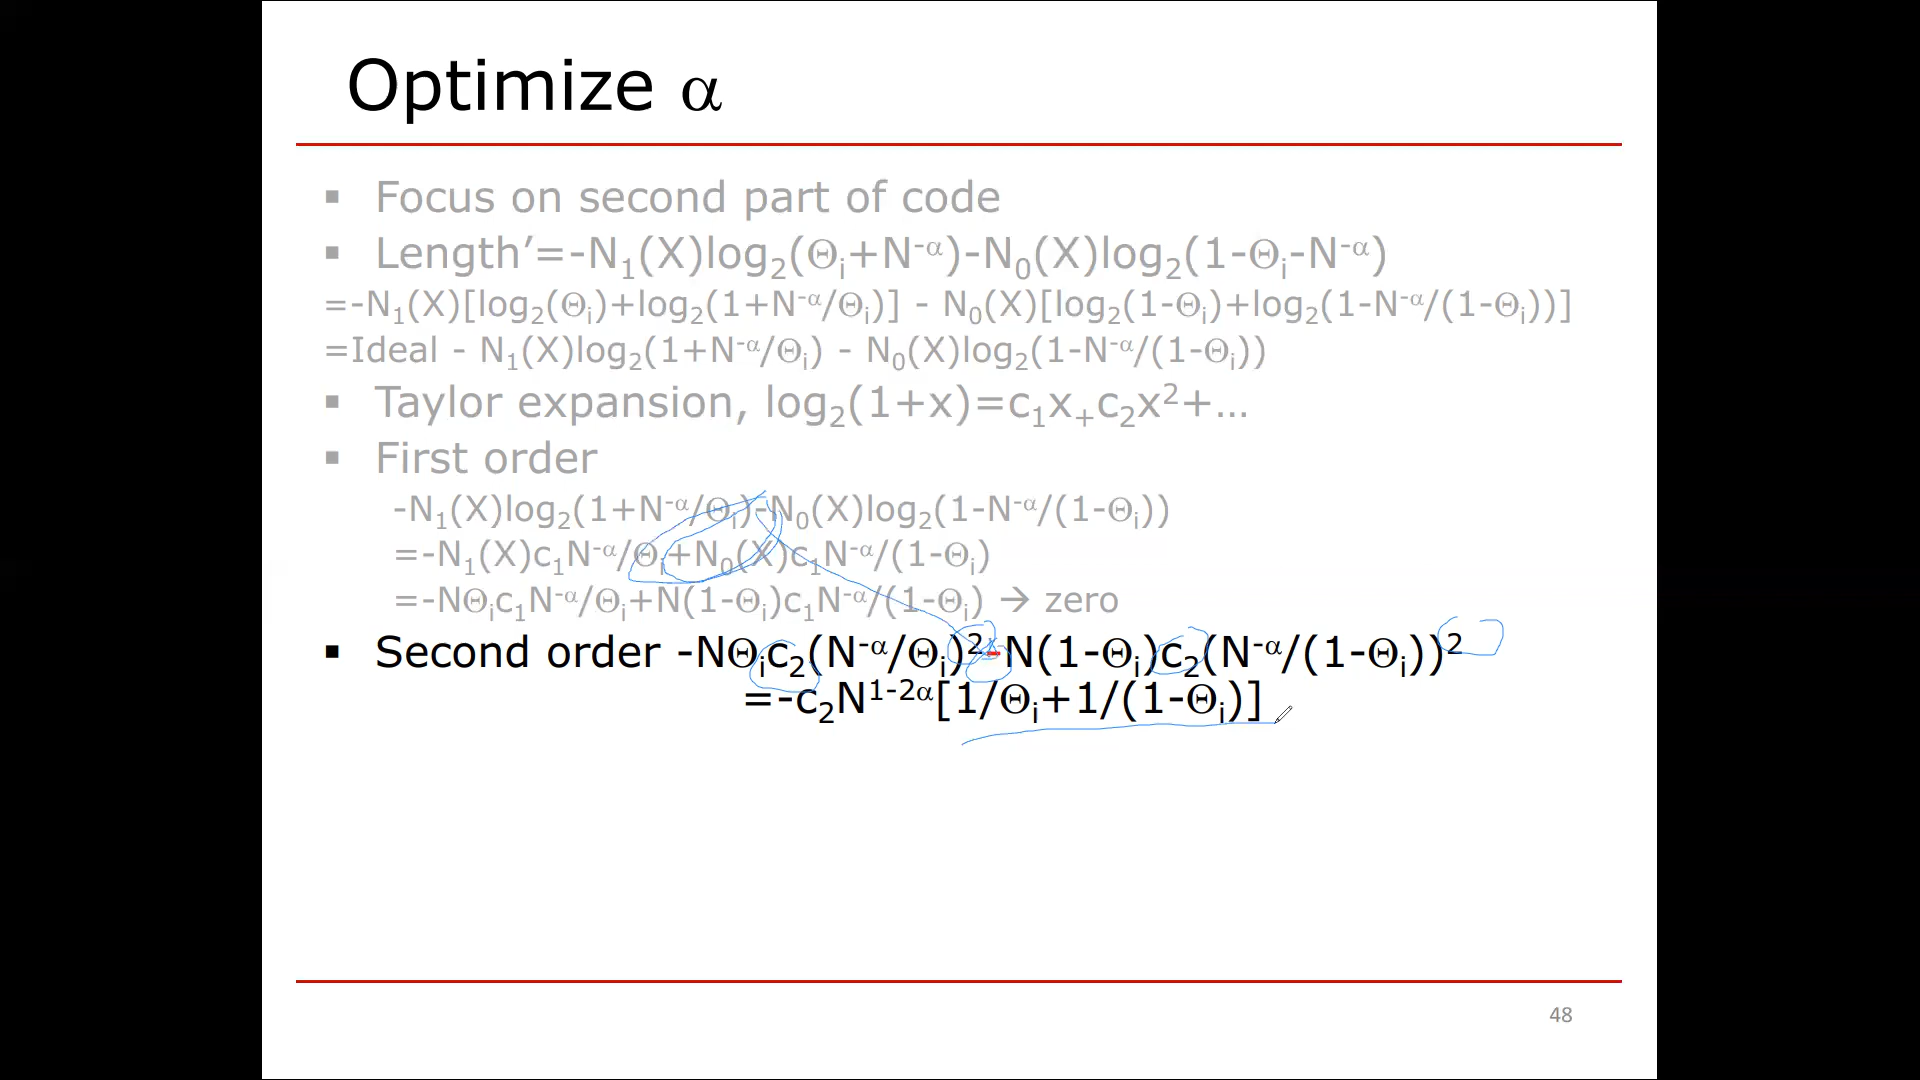 Optimize α
▪ Focus on second part of code
▪ Length’=-N₁(X)log₂(Θᵢ+N^-α)-N₀(X)log₂(1-Θᵢ-N^-α)
=-N₁(X)[log₂(Θᵢ)+log₂(1+N^-α/Θᵢ)] - N₀(X)[log₂(1-Θᵢ)+log₂(1-N^-α/(1-Θᵢ))]
=Ideal - N₁(X)log₂(1+N^-α/Θᵢ) - N₀(X)log₂(1-N^-α/(1-Θᵢ))
▪ Taylor expansion, log₂(1+x)=c₁x₊c₂x²+…
▪ First order
-N₁(X)log₂(1+N^-α/Θᵢ)-N₀(X)log₂(1-N^-α/(1-Θᵢ))
=-N₁(X)c₁N^-α/Θᵢ+N₀(X)c₁N^-α/(1-Θᵢ)
=-NΘᵢc₁N^-α/Θᵢ+N(1-Θᵢ)c₁N^-α/(1-Θᵢ) → zero
▪ Second order -NΘᵢc₂(N^-α/Θᵢ)²-N(1-Θᵢ)c₂(N^-α/(1-Θᵢ))²
=-c₂N^1-2α[1/Θᵢ+1/(1-Θᵢ)]
48